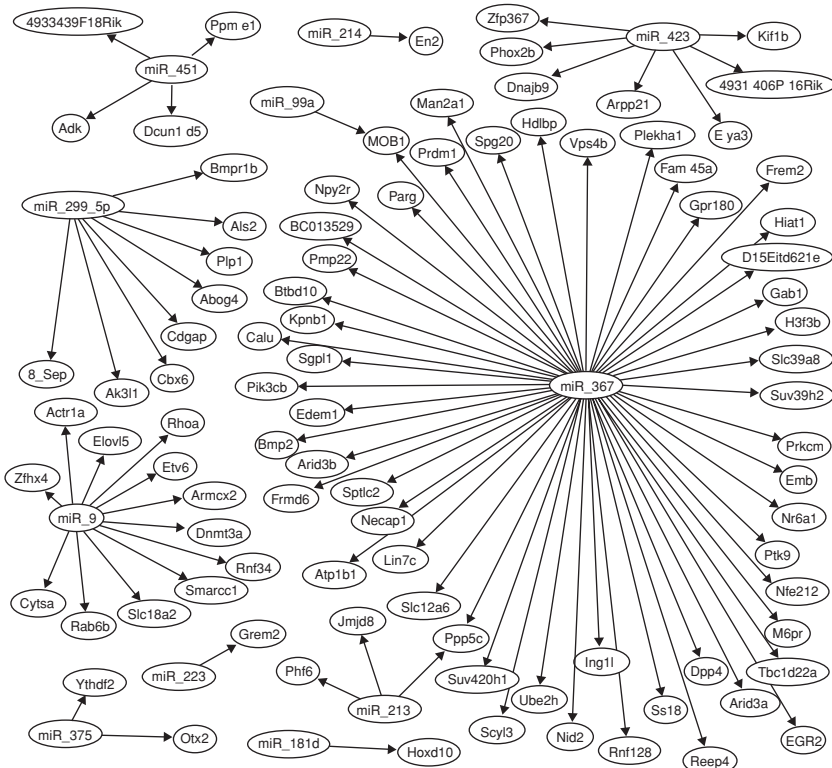 4933439F18Rik
Ppm e1
miR_451
Adk
Dcun1 d5
miR_214
En2
Zfp367
miR_423
Kif1b
Phox2b
Dnajb9
Arpp21
4931 406P 16Rik
E ya3
miR_99a
MOB1
Man2a1
Prdm1
Spg20
Hdlbp
Vps4b
Plekha1
Fam 45a
Frem2
Gpr180
Hiat1
D15Eitd621e
Gab1
H3f3b
Slc39a8
Suv39h2
Npy2r
Parg
BC013529
Pmp22
Btbd10
Kpnb1
Calu
Sgpl1
Pik3cb
miR_367
Edem1
Bmp2
Arid3b
Frmd6
Sptlc2
Necap1
Atp1b1
Lin7c
Slc12a6
Prkcm
Emb
Nr6a1
Ptk9
Nfe212
M6pr
Tbc1d22a
EGR2
Arid3a
Dpp4
Reep4
Ss18
Rnf128
Ing1l
Nid2
Ube2h
Scyl3
Suv420h1
Ppp5c
Bmpr1b
miR_299_5p
Als2
Plp1
Abog4
Cdgap
Cbx6
Ak3l1
8_Sep
Actr1a
Elovl5
Rhoa
Zfhx4
Etv6
miR_9
Armcx2
Dnmt3a
Rnf34
Smarcc1
Slc18a2
Rab6b
Cytsa
Grem2
miR_223
Jmjd8
Phf6
miR_213
Ythdf2
miR_375
Otx2
miR_181d
Hoxd10